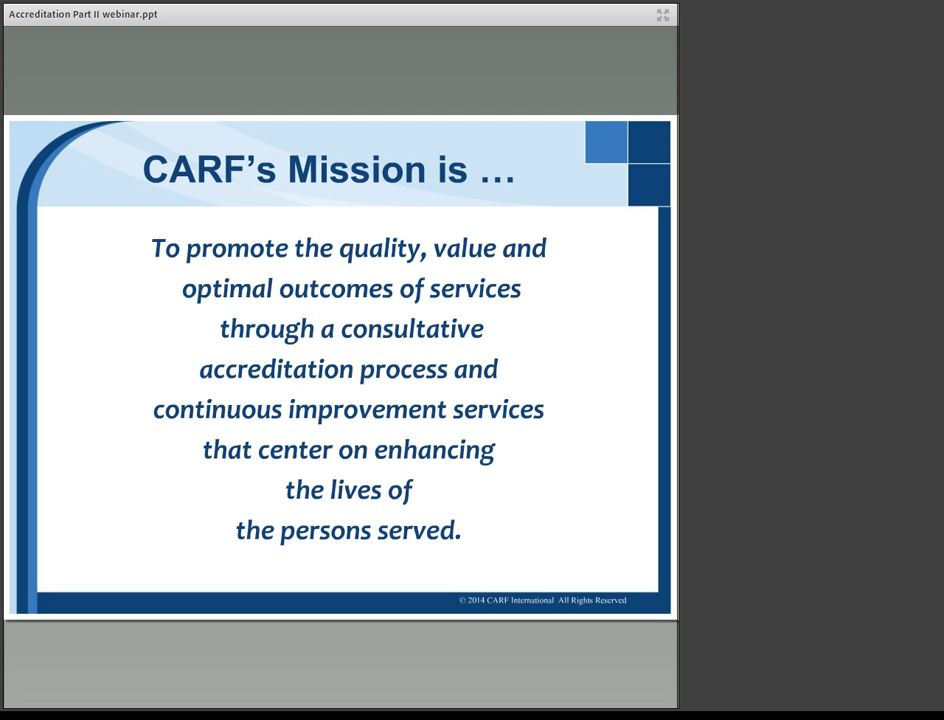 Accreditation Part II webinar.ppt
CARF’s Mission is …
To promote the quality, value and
optimal outcomes of services
through a consultative
accreditation process and
continuous improvement services
that center on enhancing
the lives of
the persons served.
© 2014 CARF International  All Rights Reserved